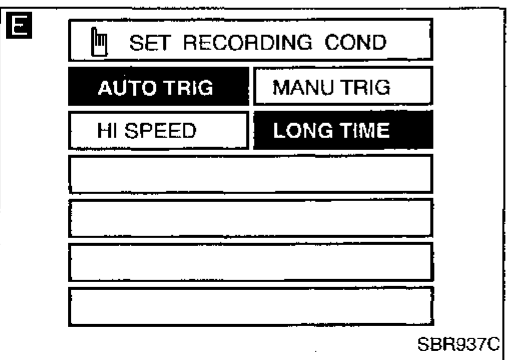 E
SET RECORDING COND
AUTO TRIG MANU TRIG
HI SPEED LONG TIME
SBR937C